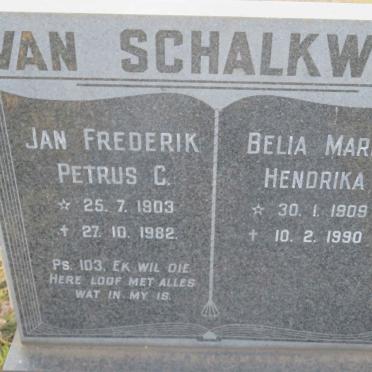 VAN SCHALKW
JAN FREDERIK
PETRUS C.
☆ 25. 7. 1903
✝ 27. 10. 1982.
PS. 103. EK WIL DIE
HERE LOOF MET ALLES
WAT IN MY IS.
BELIA MARI
HENDRIKA
☆ 30. 1. 1909
✝ 10. 2. 1990